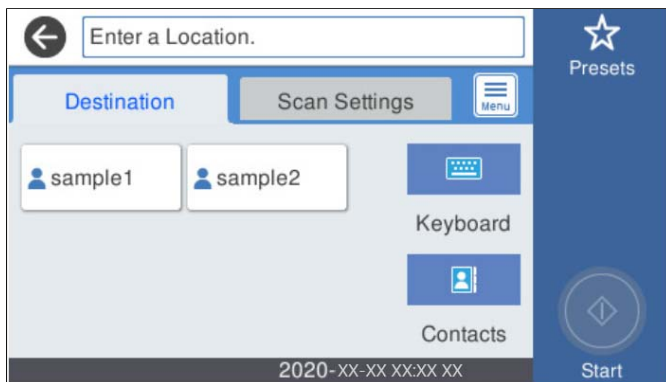 Enter a Location.
Presets
Destination
Scan Settings
Menu
sample1
sample2
Keyboard
Contacts
2020-XX-XX XX:XX XX
Start